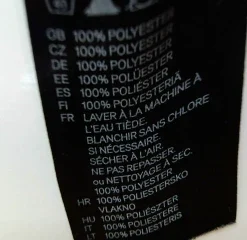 GB 100% POLYESTER
CZ 100% POLYESTER
DE 100% POLYESTER
EE 100% POLÜESTER
ES 100% POLIÉSTER
FI 100% POLYESTERIÄ
FR LAVER À LA MACHINE À
L'EAU TIÈDE.
BLANCHIR SANS CHLORE
SI NÉCESSAIRE.
SÉCHER À L'AIR.
NE PAS REPASSER
ou NETTOYAGE À SEC.
100% POLYESTER
HR 100% POLIESTERSKO
VLAKNO
HU 100% POLIÉSZTER
IT 100% POLIESTERE
LT 100% POLIESTERIS